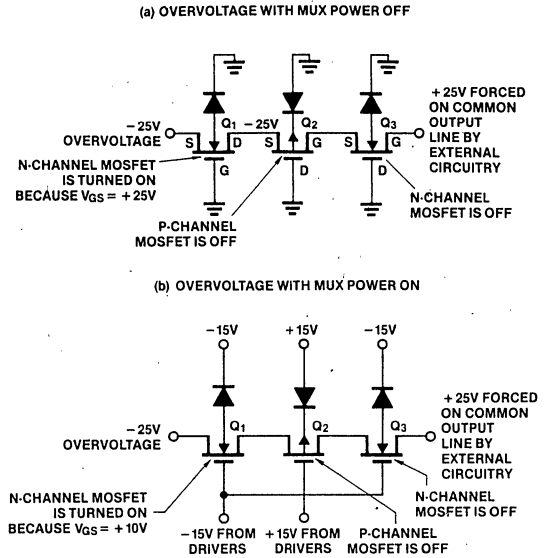 (a) OVERVOLTAGE WITH MUX POWER OFF
+25V FORCED
ON COMMON
OUTPUT
LINE BY
EXTERNAL
CIRCUITRY
−25V
OVERVOLTAGE
Q1
−25V
Q2
Q3
S
D
S
G
S
G
G
D
D
N-CHANNEL MOSFET
IS TURNED ON
BECAUSE VGS = +25V
P-CHANNEL
MOSFET IS OFF
N-CHANNEL
MOSFET IS OFF
(b) OVERVOLTAGE WITH MUX POWER ON
−15V
+15V
−15V
+25V FORCED
ON COMMON
OUTPUT
LINE BY
EXTERNAL
CIRCUITRY
−25V
OVERVOLTAGE
Q1
Q2
Q3
N-CHANNEL MOSFET
IS TURNED ON
BECAUSE VGS = +10V
−15V FROM
DRIVERS
+15V FROM
DRIVERS
P-CHANNEL
MOSFET IS OFF
N-CHANNEL
MOSFET IS OFF